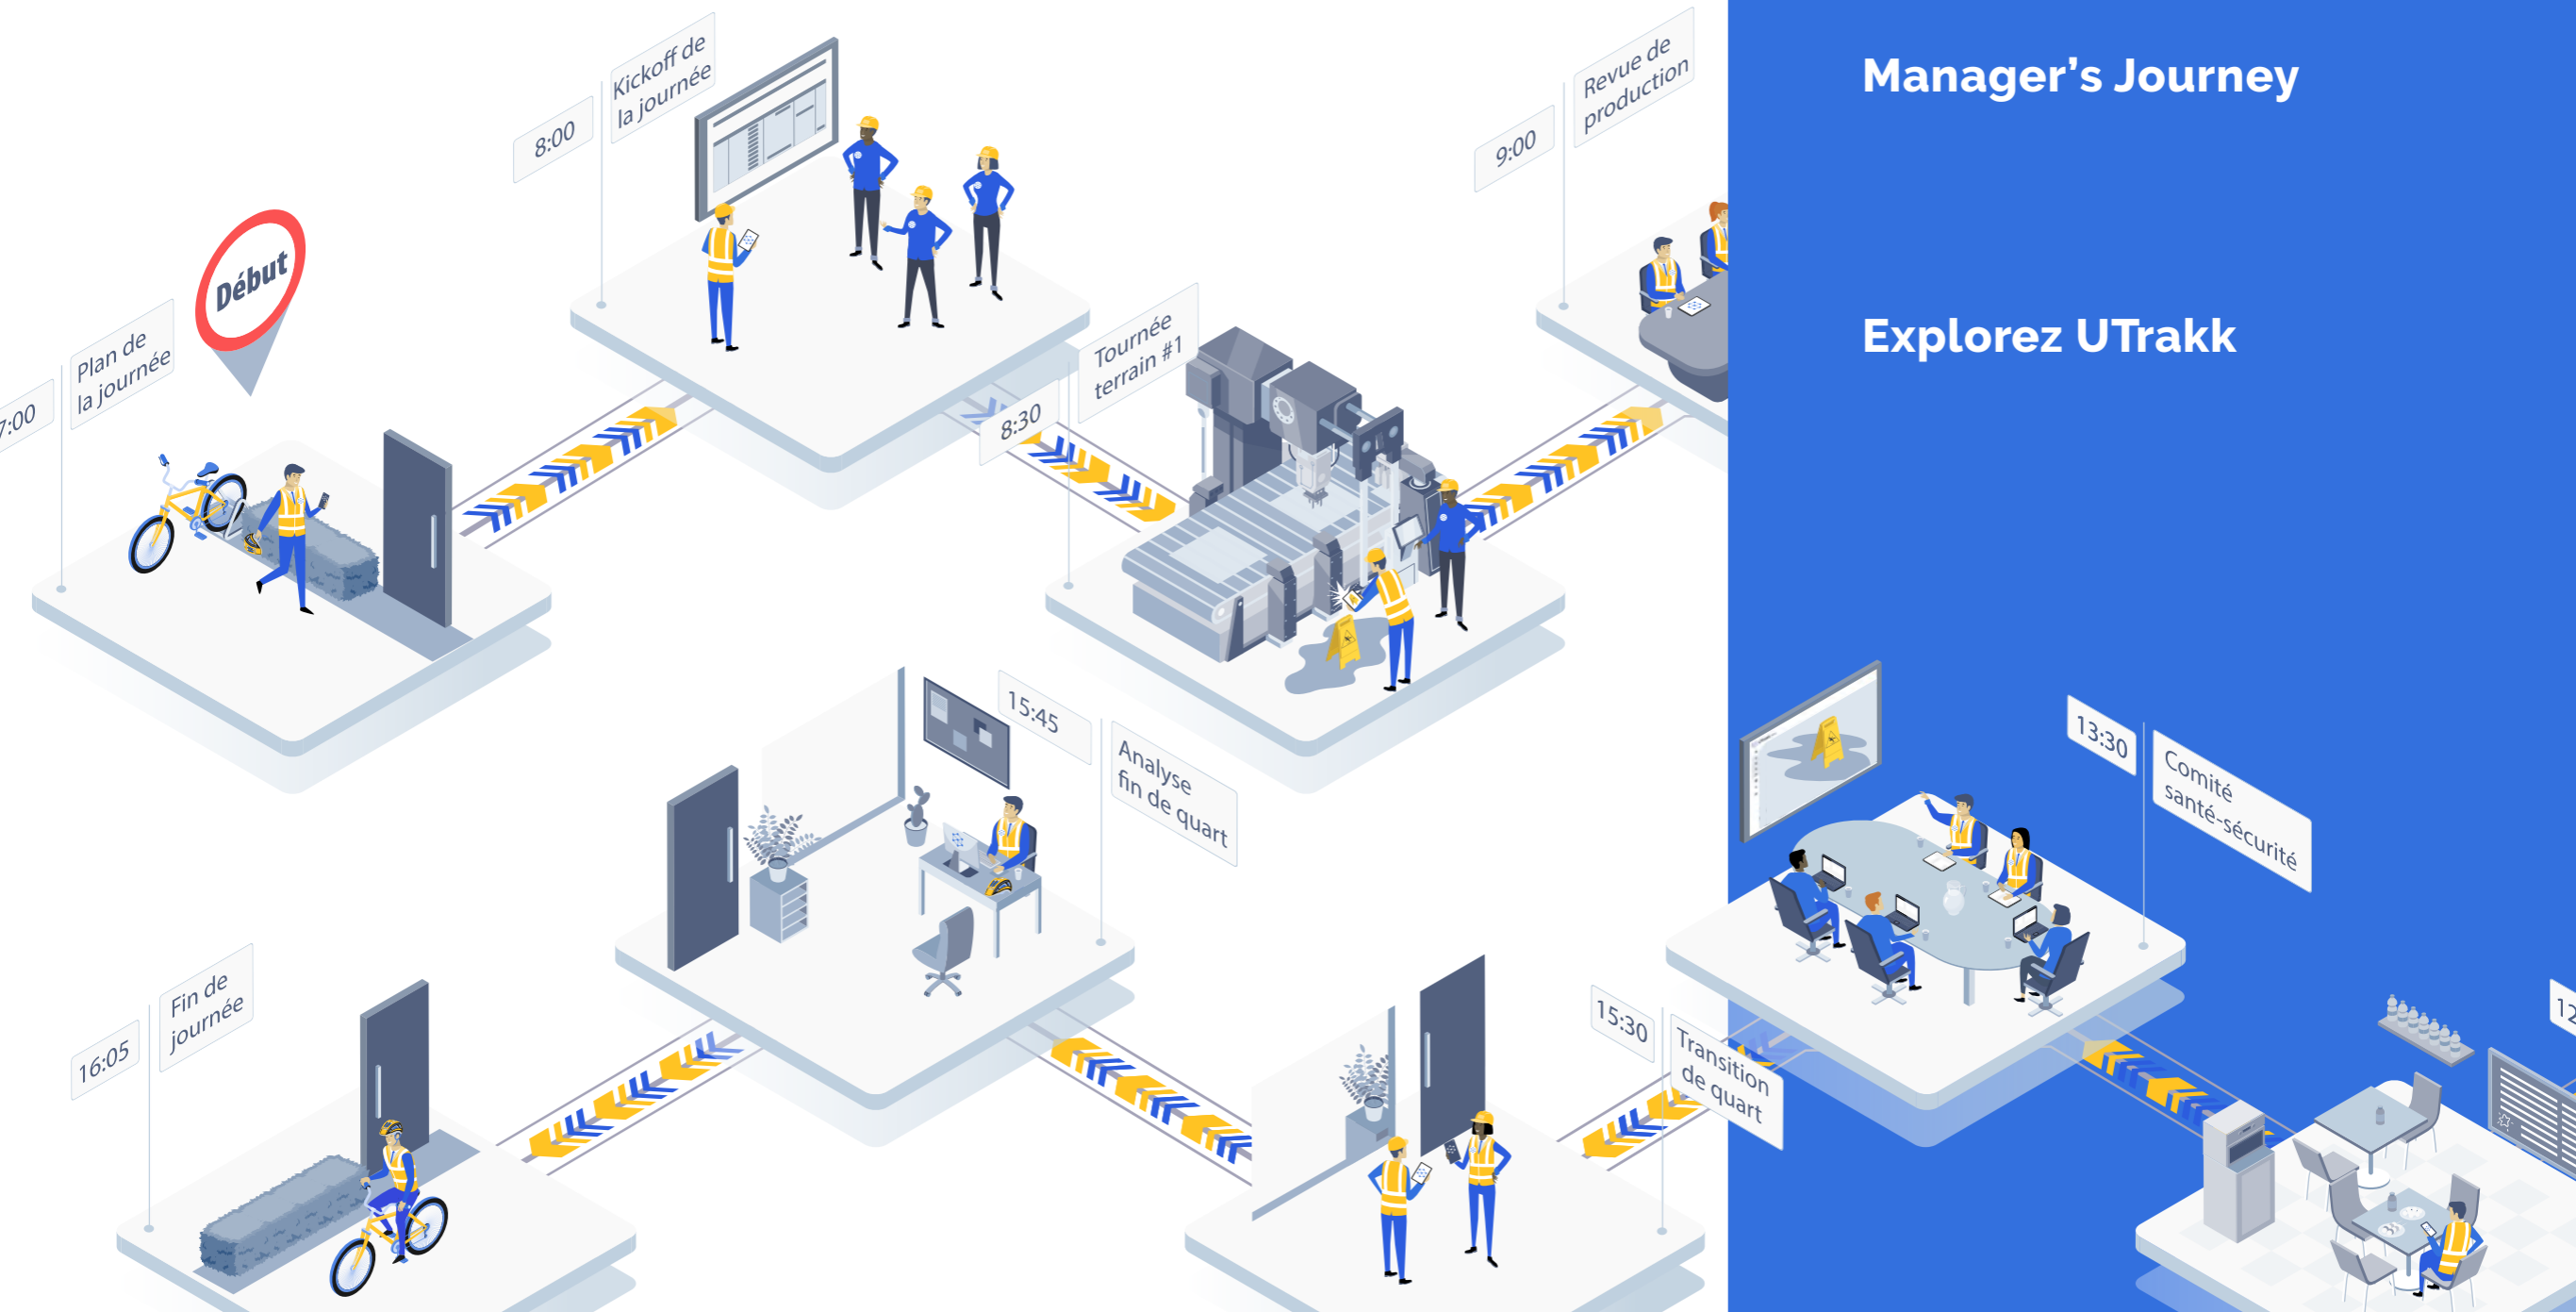 Manager’s Journey
Explorez UTrakk
Début
7:00
Plan de
la journée
8:00
Kickoff de
la journée
8:30
Tournée
terrain #1
9:00
Revue de
production
12
13:30
Comité
santé-sécurité
15:30
Transition
de quart
15:45
Analyse
fin de quart
16:05
Fin de
journée